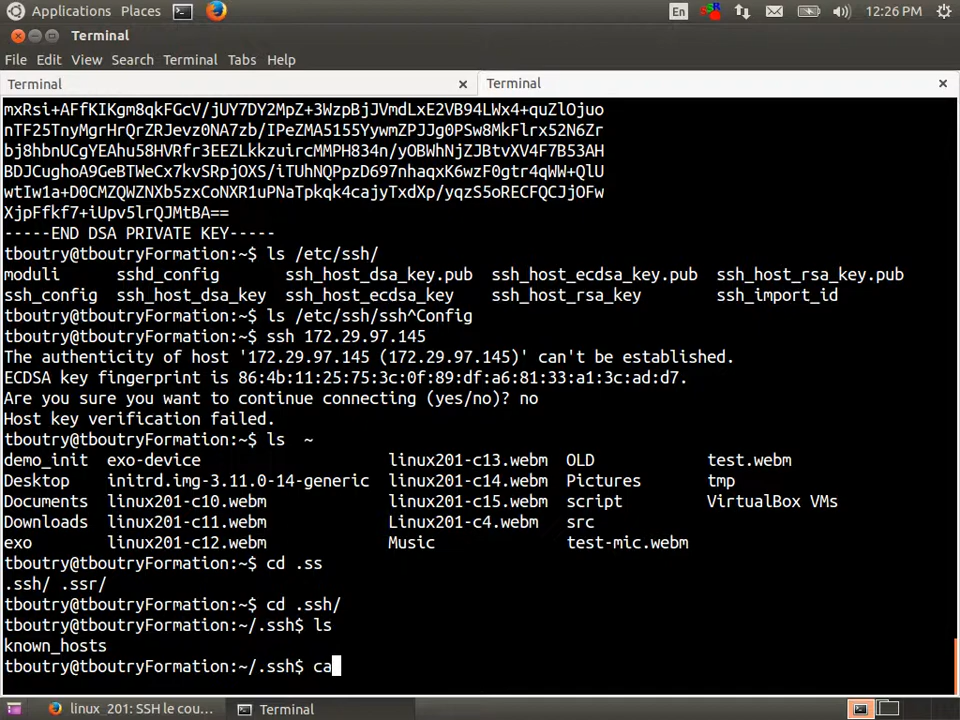 Applications Places En 12:26 PM
Terminal
File Edit View Search Terminal Tabs Help
Terminal × Terminal ×
mxRsi+AFfKIKgm8qkFGcV/jUY7DY2MpZ+3WzpBjJVmdLxE2VB94LWx4+quZlOjuo
nTF25TnyMgrHrQrZRJevz0NA7zb/IPeZMA5155YywmZPJJg0PSw8MkFlrx52N6Zr
bj8hbnUCgYEAhu58HVRfr3EEZLkkzuircMMPH834n/yOBWhNjZJBtvXV4F7B53AH
BDJCughoA9GeBTWeCx7kvSRpjOXS/iTUhNQPpzD697nhaqxK6wzF0gtr4qWW+QlU
wtIw1a+D0CMZQWZNXb5zxCoNXR1uPNaTpkqk4cajyTxdXp/yqzS5oRECFQCJjOFw
XjpFfkf7+iUpv5lrQJMtBA==
-----END DSA PRIVATE KEY-----
tboutry@tboutryFormation:~$ ls /etc/ssh/
moduli sshd_config ssh_host_dsa_key.pub ssh_host_ecdsa_key.pub ssh_host_rsa_key.pub
ssh_config ssh_host_dsa_key ssh_host_ecdsa_key ssh_host_rsa_key ssh_import_id
tboutry@tboutryFormation:~$ ls /etc/ssh/ssh^Config
tboutry@tboutryFormation:~$ ssh 172.29.97.145
The authenticity of host '172.29.97.145 (172.29.97.145)' can't be established.
ECDSA key fingerprint is 86:4b:11:25:75:3c:0f:89:df:a6:81:33:a1:3c:ad:d7.
Are you sure you want to continue connecting (yes/no)? no
Host key verification failed.
tboutry@tboutryFormation:~$ ls  ~
demo_init exo-device linux201-c13.webm OLD test.webm
Desktop initrd.img-3.11.0-14-generic linux201-c14.webm Pictures tmp
Documents linux201-c10.webm linux201-c15.webm script VirtualBox VMs
Downloads linux201-c11.webm Linux201-c4.webm src
exo linux201-c12.webm Music test-mic.webm
tboutry@tboutryFormation:~$ cd .ss
.ssh/ .ssr/
tboutry@tboutryFormation:~$ cd .ssh/
tboutry@tboutryFormation:~/.ssh$ ls
known_hosts
tboutry@tboutryFormation:~/.ssh$ ca
linux_201: SSH le cou... Terminal